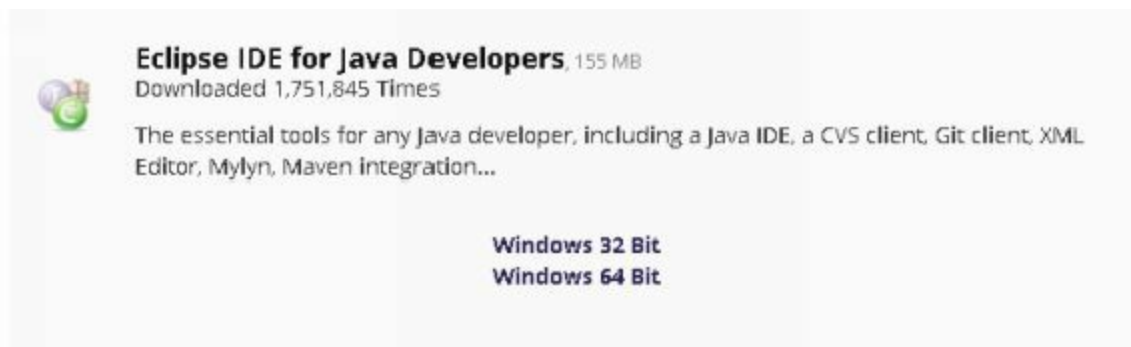 Eclipse IDE for Java Developers, 155 MB
Downloaded 1,751,845 Times
The essential tools for any Java developer, including a Java IDE, a CVS client, Git client, XML
Editor, Mylyn, Maven integration...
Windows 32 Bit
Windows 64 Bit